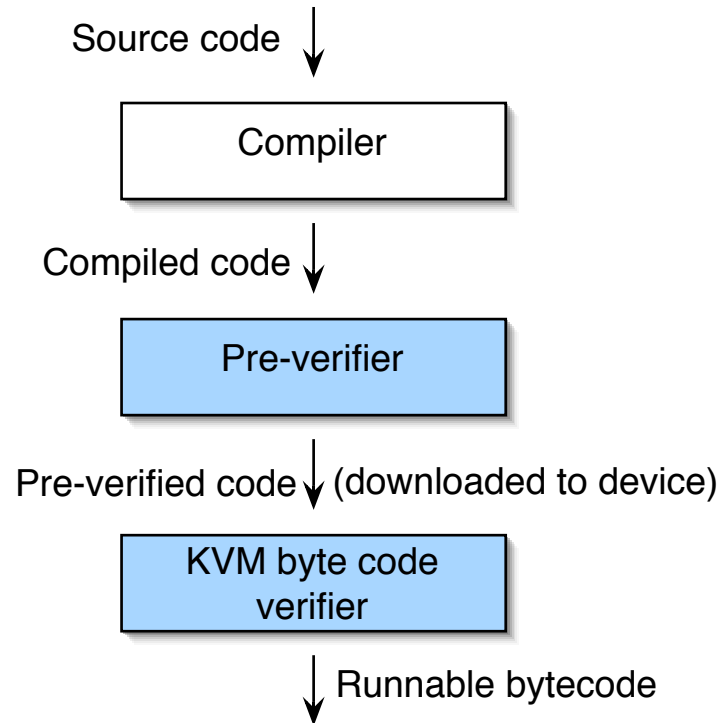 Source code
Compiler
Compiled code
Pre-verifier
Pre-verified code (downloaded to device)
KVM byte code
verifier
Runnable bytecode